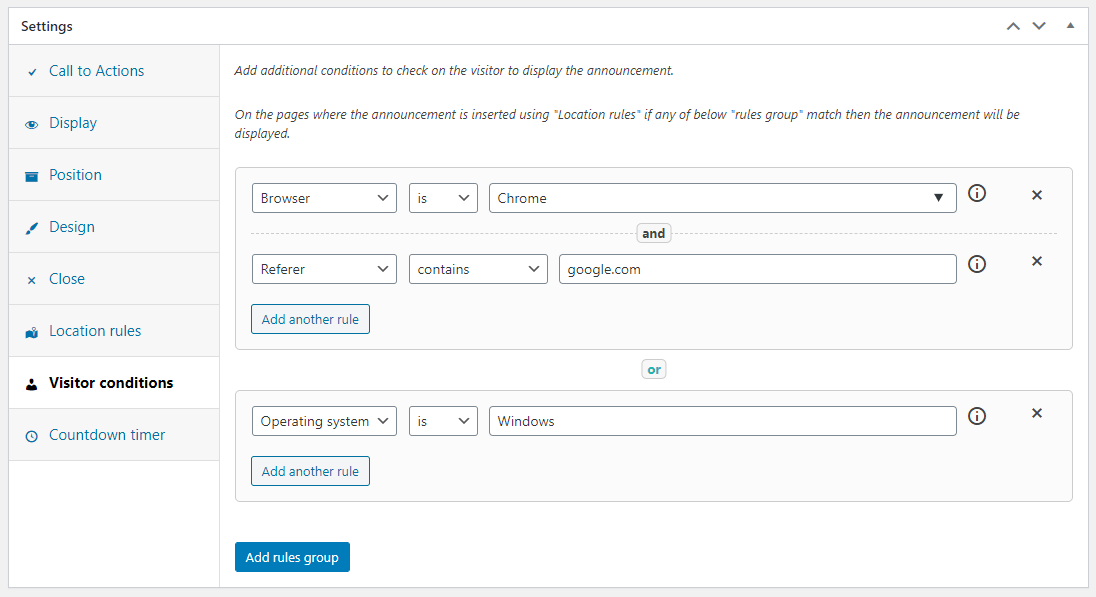 Settings
Call to Actions
Display
Position
Design
Close
Location rules
Visitor conditions
Countdown timer
Add additional conditions to check on the visitor to display the announcement.
On the pages where the announcement is inserted using "Location rules" if any of below "rules group" match then the announcement will be
displayed.
Browser is Chrome
and
Referer contains google.com
Add another rule
or
Operating system is Windows
Add another rule
Add rules group